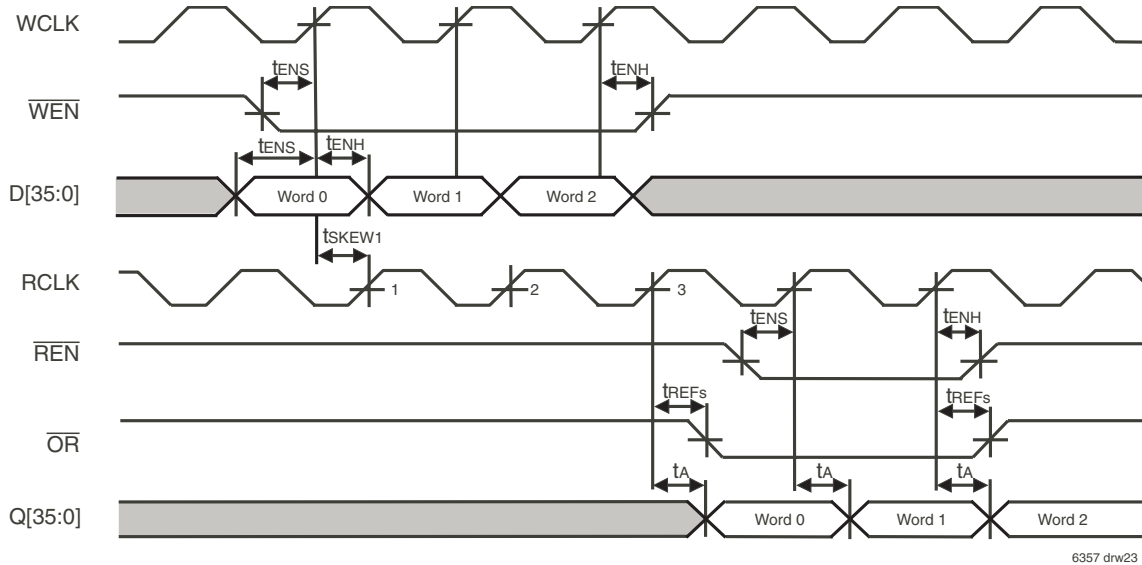 WCLK
tENS
tENH
WEN
tENS
tENH
D[35:0]
Word 0
Word 1
Word 2
tSKEW1
RCLK
1
2
3
tENS
tENH
REN
tREFs
tREFs
OR
tA
tA
tA
Q[35:0]
Word 0
Word 1
Word 2
6357 drw23